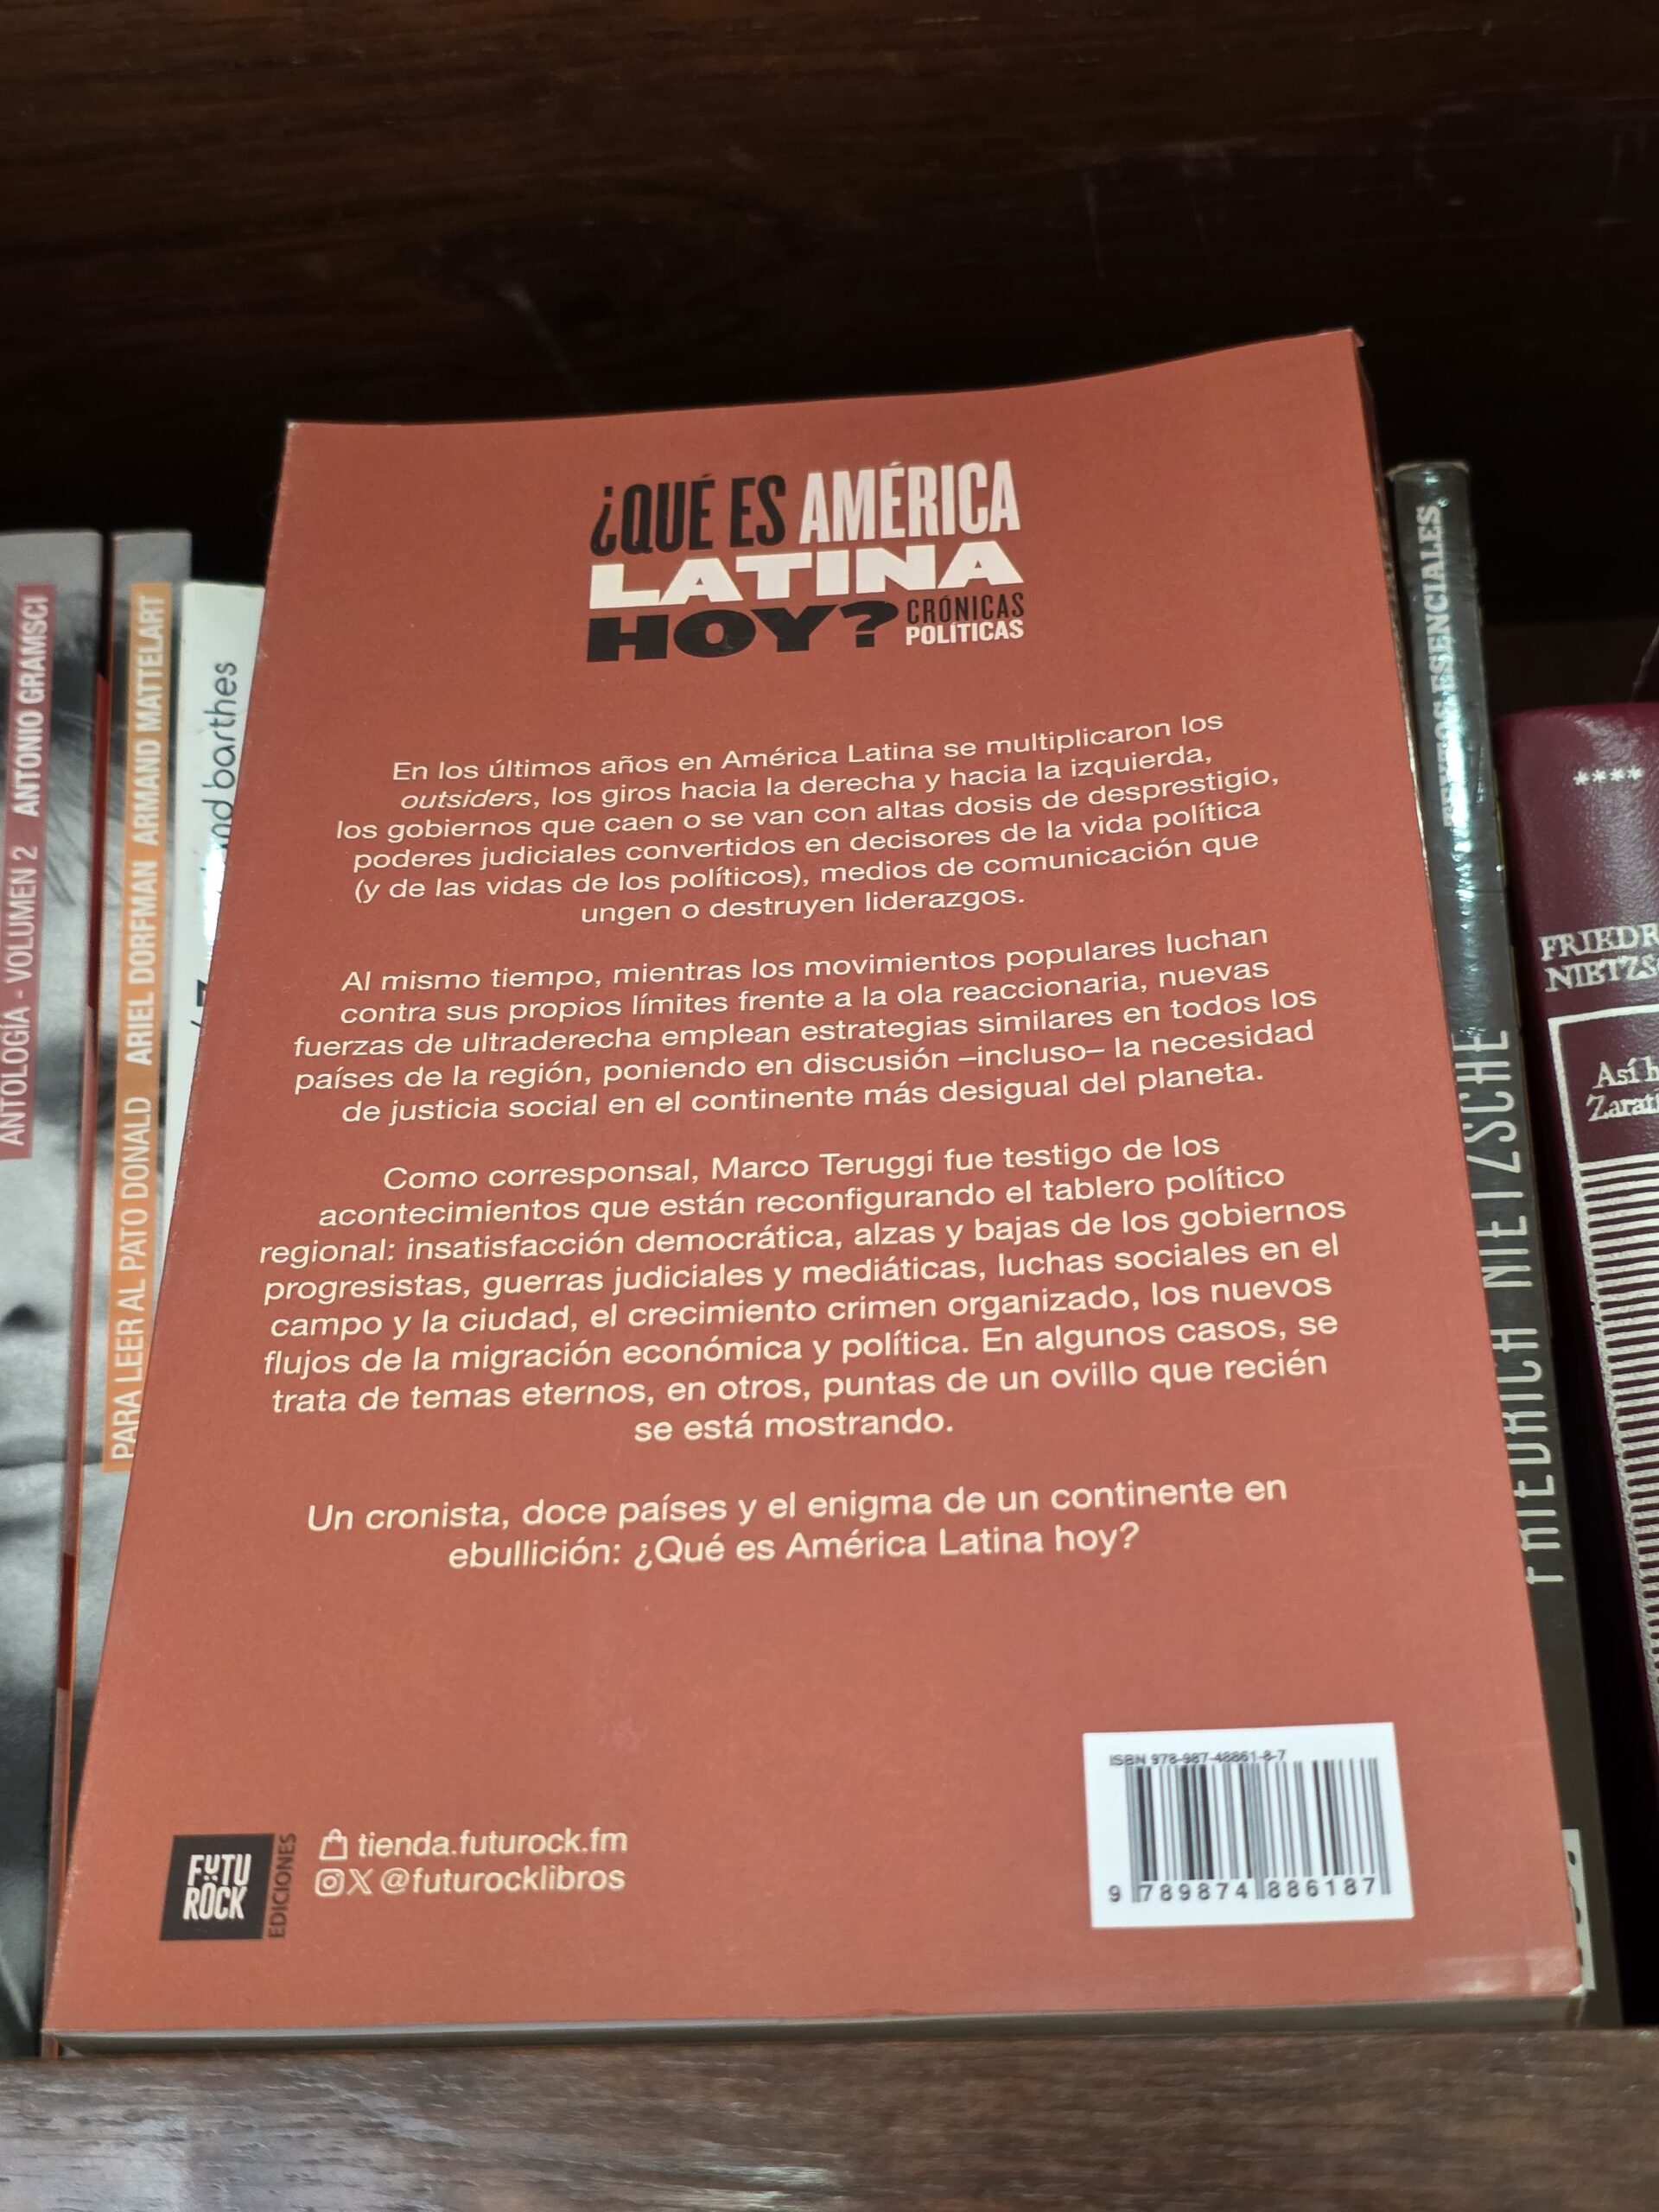 ¿QUÉ ES AMÉRICA
LATINA
HOY? CRÓNICAS
POLÍTICAS
En los últimos años en América Latina se multiplicaron los
outsiders, los giros hacia la derecha y hacia la izquierda,
los gobiernos que caen o se van con altas dosis de desprestigio,
poderes judiciales convertidos en decisores de la vida política
(y de las vidas de los políticos), medios de comunicación que
ungen o destruyen liderazgos.
Al mismo tiempo, mientras los movimientos populares luchan
contra sus propios límites frente a la ola reaccionaria, nuevas
fuerzas de ultraderecha emplean estrategias similares en todos los
países de la región, poniendo en discusión –incluso– la necesidad
de justicia social en el continente más desigual del planeta.
Como corresponsal, Marco Teruggi fue testigo de los
acontecimientos que están reconfigurando el tablero político
regional: insatisfacción democrática, alzas y bajas de los gobiernos
progresistas, guerras judiciales y mediáticas, luchas sociales en el
campo y la ciudad, el crecimiento crimen organizado, los nuevos
flujos de la migración económica y política. En algunos casos, se
trata de temas eternos, en otros, puntas de un ovillo que recién
se está mostrando.
Un cronista, doce países y el enigma de un continente en
ebullición: ¿Qué es América Latina hoy?
FUTU
RÖCK
EDICIONES
tienda.futurock.fm
@futurocklibros
ISBN 978-987-48861-8-7
9 789874 886187
ANTOLOGÍA - VOLUMEN 2 ANTONIO GRAMSCI
PARA LEER AL PATO DONALD ARIEL DORFMAN ARMAND MATTELART
barthes
FRIEDRICH NIETZSCHE TEXTOS ESENCIALES
****
FRIEDR
NIETZS
Así h
Zarat